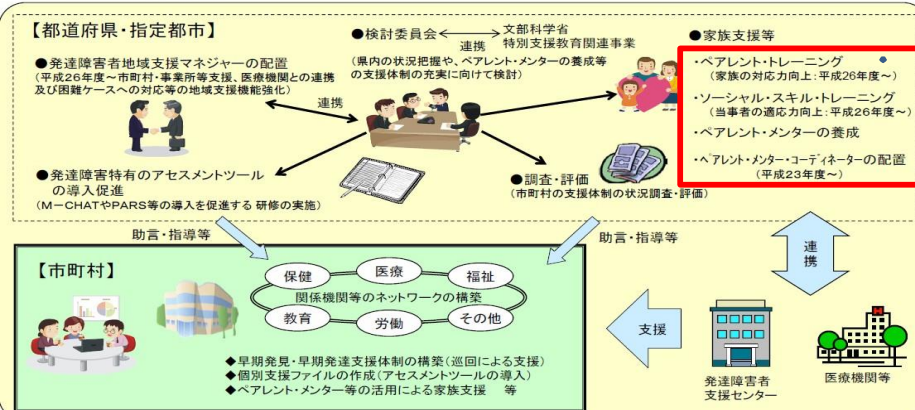 【都道府県・指定都市】
●発達障害者地域支援マネジャーの配置
(平成26年度~市町村・事業所等支援、医療機関との連携
及び困難ケースへの対応等の地域支援機能強化)
●検討委員会
連携
文部科学省
特別支援教育関連事業
(県内の状況把握や、ペアレント・メンターの養成等
の支援体制の充実に向けて検討)
●家族支援等
・ペアレント・トレーニング
(家族の対応力向上:平成26年度~)
・ソーシャル・スキル・トレーニング
(当事者の適応力向上:平成26年度~)
・ペアレント・メンターの養成
・ペアレント・メンター・コーディネーターの配置
(平成23年度~)
連携
●発達障害特有のアセスメントツール
の導入促進
(M-CHATやPARS等の導入を促進する 研修の実施)
●調査・評価
(市町村の支援体制の状況調査・評価)
助言・指導等
助言・指導等
連携
【市町村】
保健
医療
福祉
関係機関等のネットワークの構築
教育
労働
その他
◆早期発見・早期発達支援体制の構築(巡回による支援)
◆個別支援ファイルの作成(アセスメントツールの導入)
◆ペアレント・メンター等の活用による家族支援 等
支援
発達障害者
支援センター
医療機関等